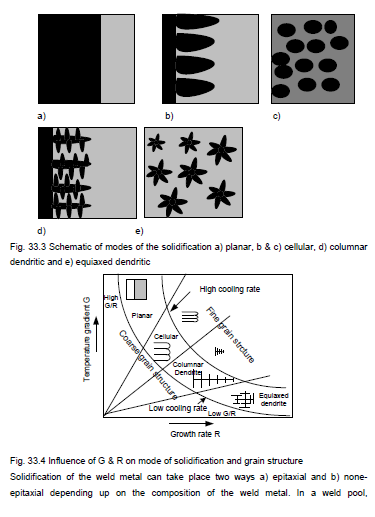 a)
b)
c)
d)
e)
Fig. 33.3 Schematic of modes of the solidification a) planar, b & c) cellular, d) columnar
dendritic and e) equiaxed dendritic
High
G/R
Planar
High cooling rate
Fine grain strcture
Cellular
Coarse grain structure
Columnar
Dendrite
Equiaxed
dendrite
Low cooling rate
Low G/R
Temperature gradient G
Growth rate R
Fig. 33.4 Influence of G & R on mode of solidification and grain structure
Solidification of the weld metal can take place two ways a) epitaxial and b) none-
epitaxial depending up on the composition of the weld metal. In a weld pool,